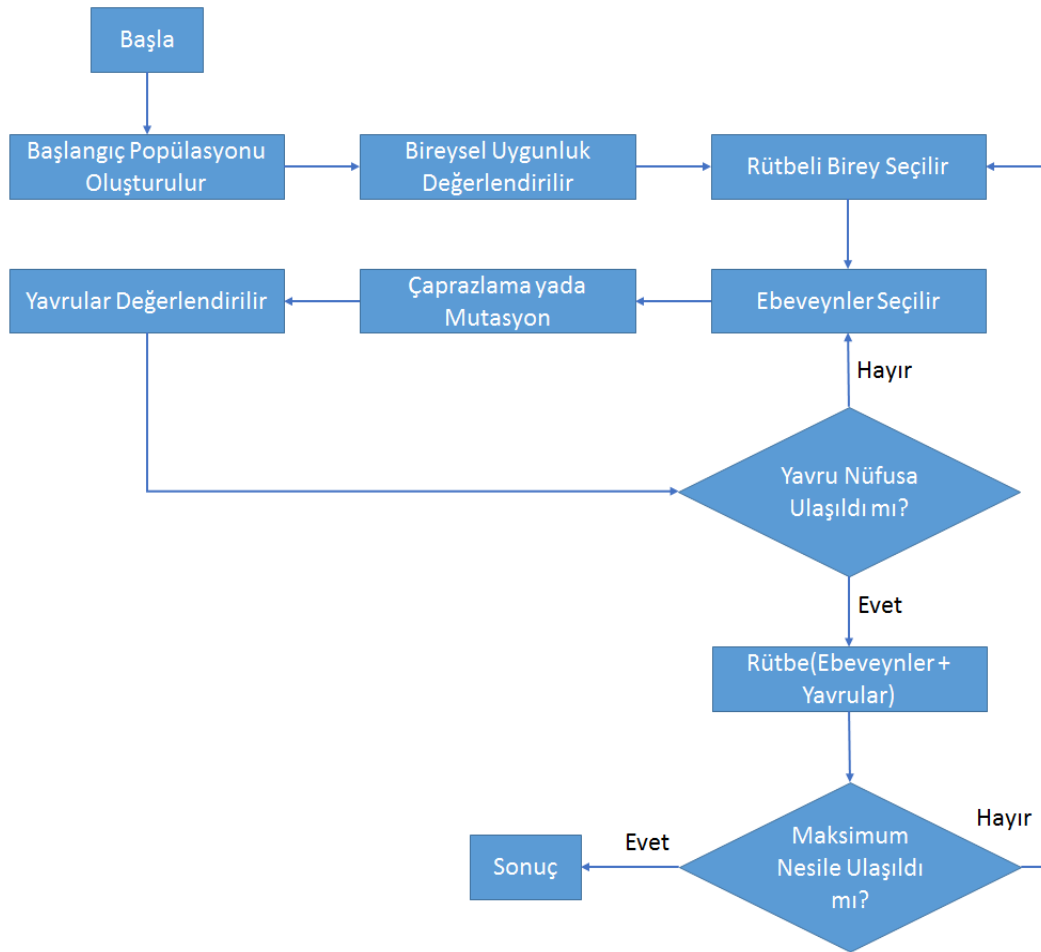 Başla
Başlangıç Popülasyonu
Oluşturulur
Bireysel Uygunluk
Değerlendirilir
Rütbeli Birey Seçilir
Yavrular Değerlendirilir
Çaprazlama yada
Mutasyon
Ebeveynler Seçilir
Hayır
Yavru Nüfusa
Ulaşıldı mı?
Evet
Rütbe(Ebeveynler +
Yavrular)
Evet
Hayır
Sonuç
Maksimum
Nesile Ulaşıldı
mı?